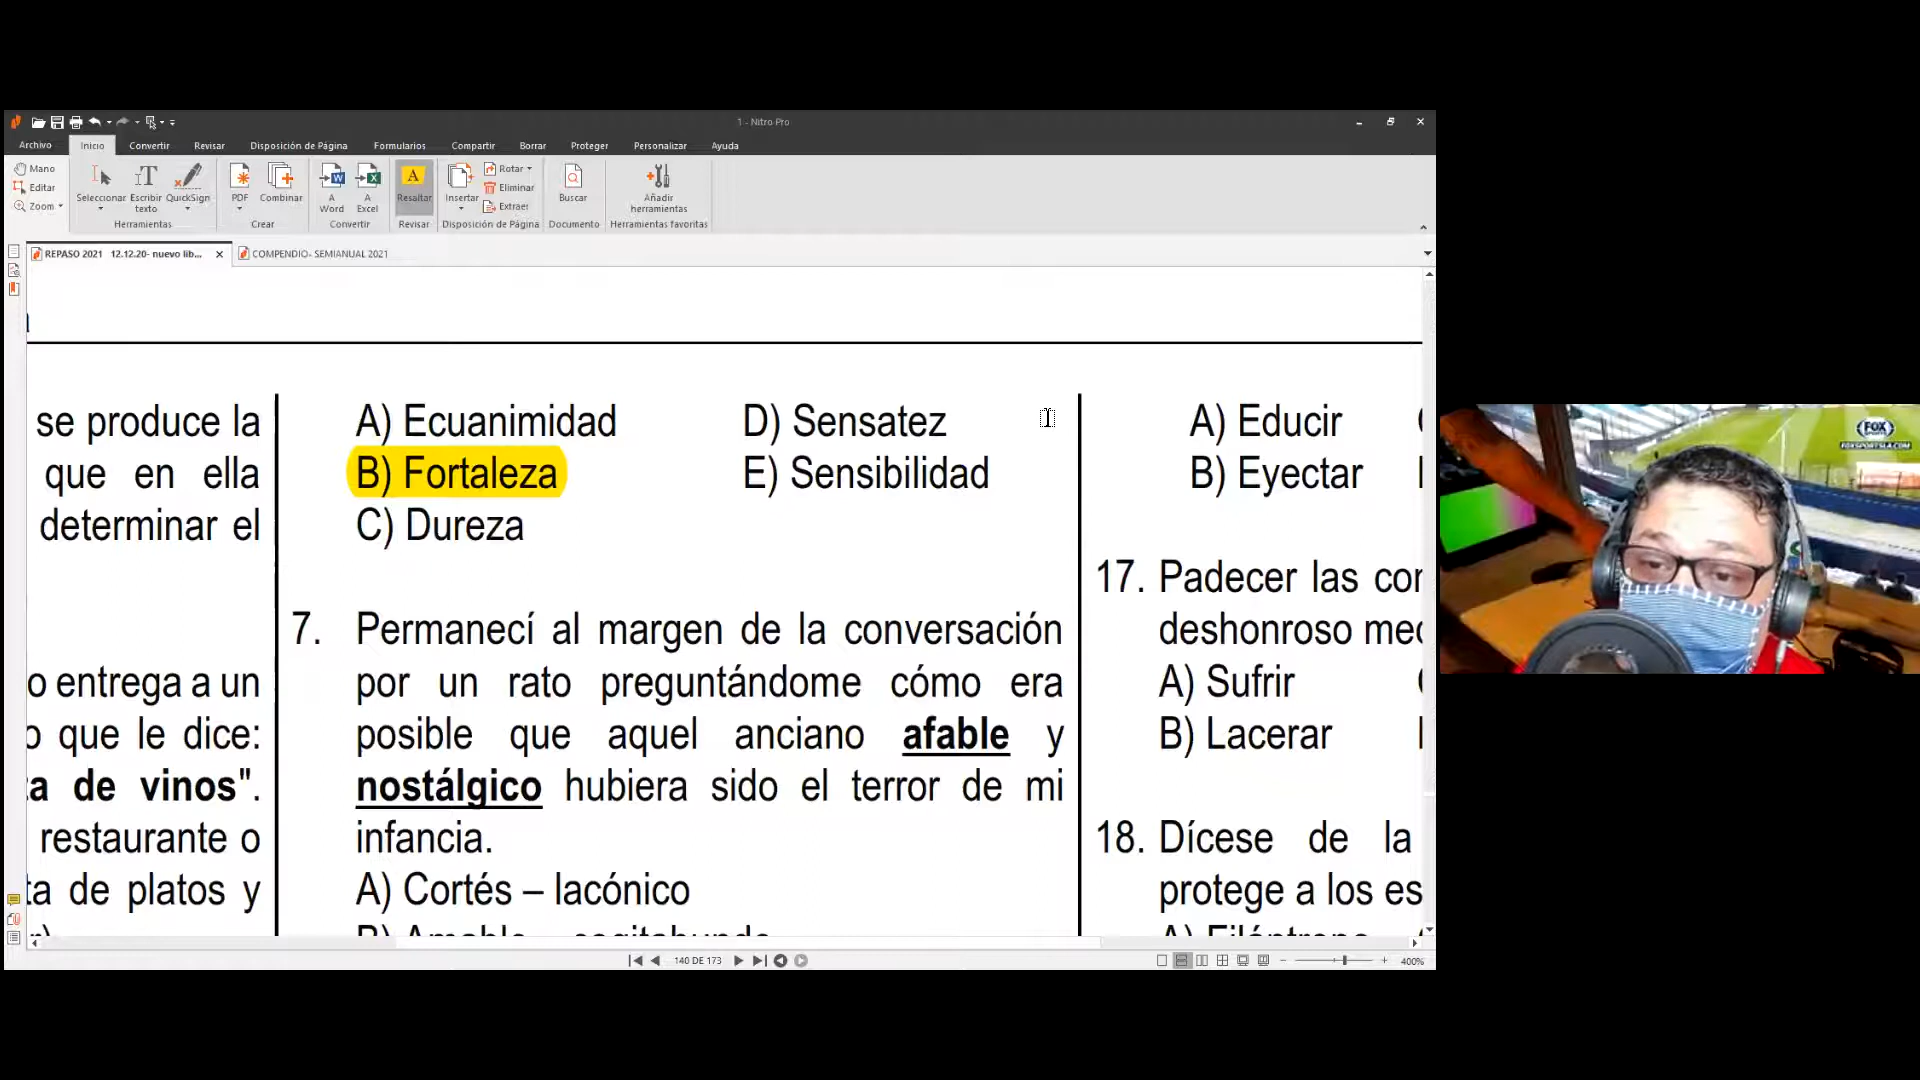 1 - Nitro Pro
Archivo Inicio Convertir Revisar Disposición de Página Formularios Compartir Comentar Borrar Proteger Personalizar Ayuda
Mano
Editar
Zoom
Seleccionar
Escribir texto
QuickSign
Herramientas
PDF
Combinar
Crear
A Word
A Excel
Convertir
Resaltar
Revisar
Insertar
Rotar
Eliminar
Extraer
Disposición de Página
Buscar
Documento
Añadir herramientas
Herramientas favoritas
REPASO 2021 12.12.20- nuevo lib...
COMPENDIO- SEMIANUAL 2021
se produce la
que en ella
determinar el
o entrega a un
o que le dice:
de vinos".
restaurante o
de platos y
A) Ecuanimidad
B) Fortaleza
C) Dureza
D) Sensatez
E) Sensibilidad
7. Permanecí al margen de la conversación
por un rato preguntándome cómo era
posible que aquel anciano afable y
nostálgico hubiera sido el terror de mi
infancia.
A) Cortés – lacónico
A) Educir
B) Eyectar
17. Padecer las
deshonroso
A) Sufrir
B) Lacerar
18. Dícese de la
protege a los
140 DE 173
400%
FOX
SPORTS
FOXSPORTSLA.COM